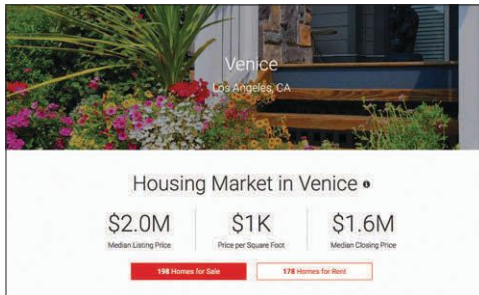 Venice
Los Angeles, CA
Housing Market in Venice
$2.0M $1K $1.6M
Median Listing Price Price per Square Foot Median Closing Price
198 Homes for Sale 178 Homes for Rent